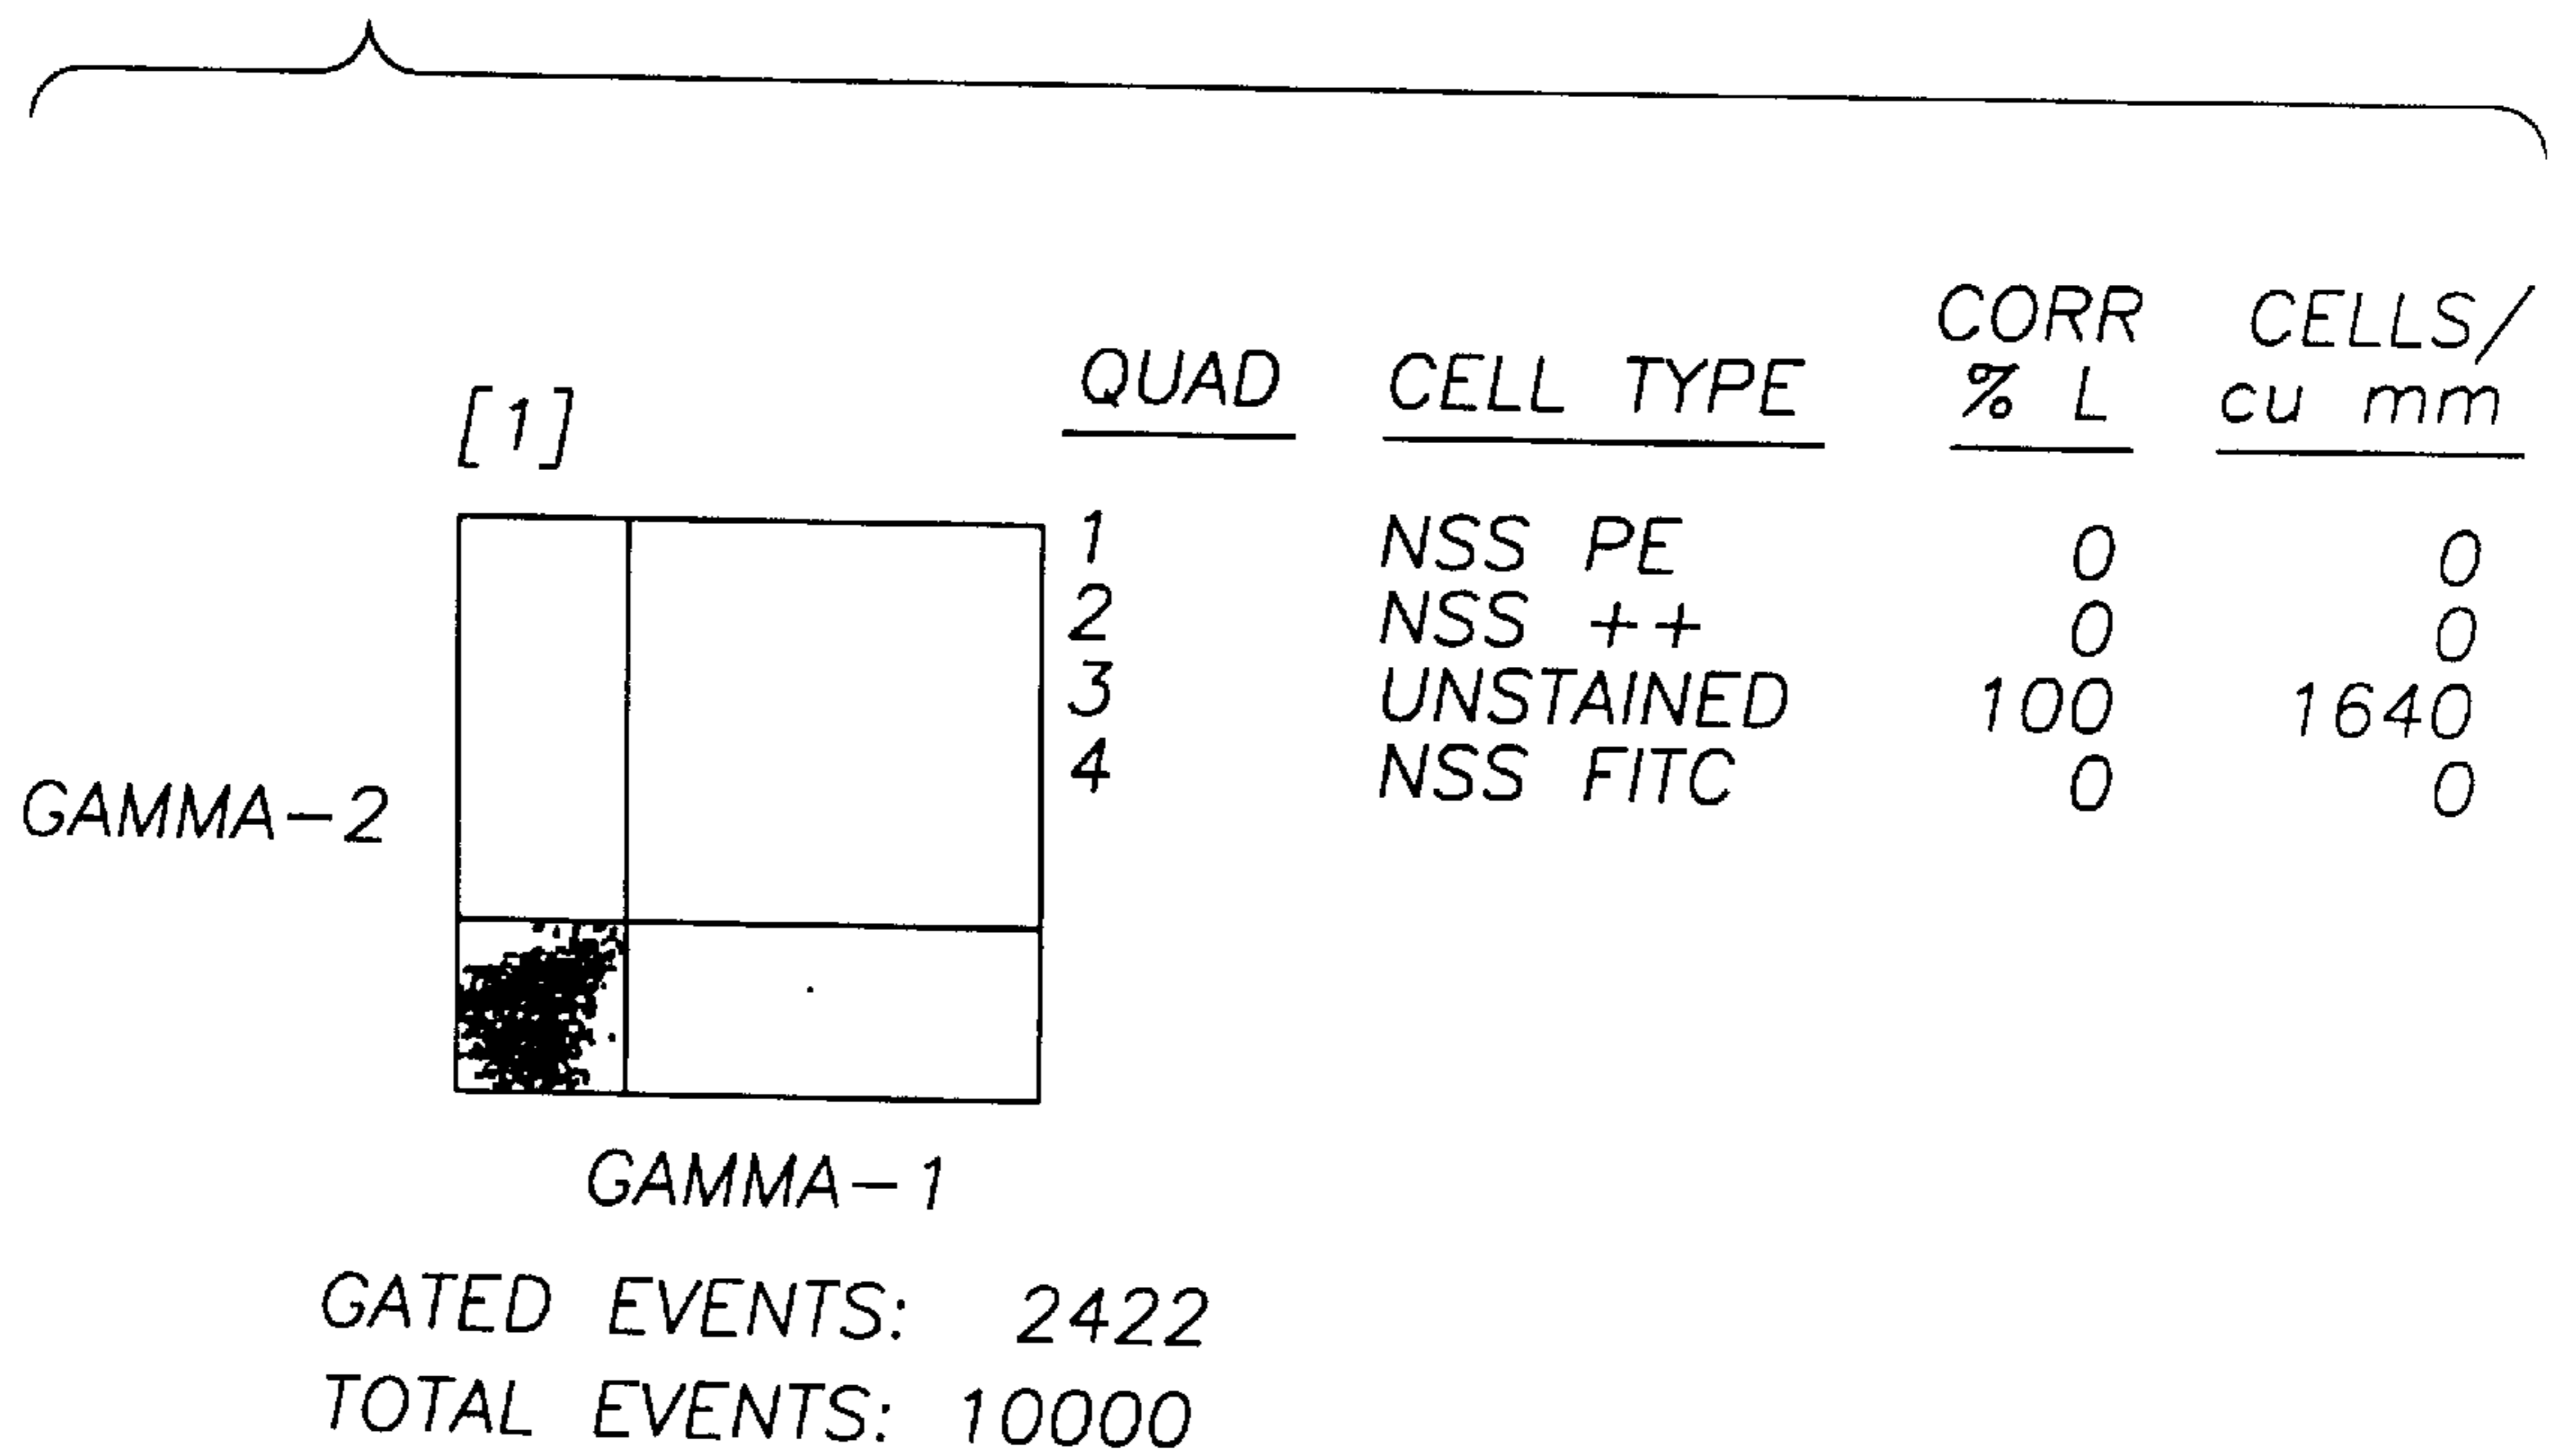 [1]
QUAD CELL TYPE CORR % L CELLS/ cu mm
1 NSS PE 0 0
2 NSS ++ 0 0
3 UNSTAINED 100 1640
4 NSS FITC 0 0
GAMMA-2
GAMMA-1
GATED EVENTS: 2422
TOTAL EVENTS: 10000